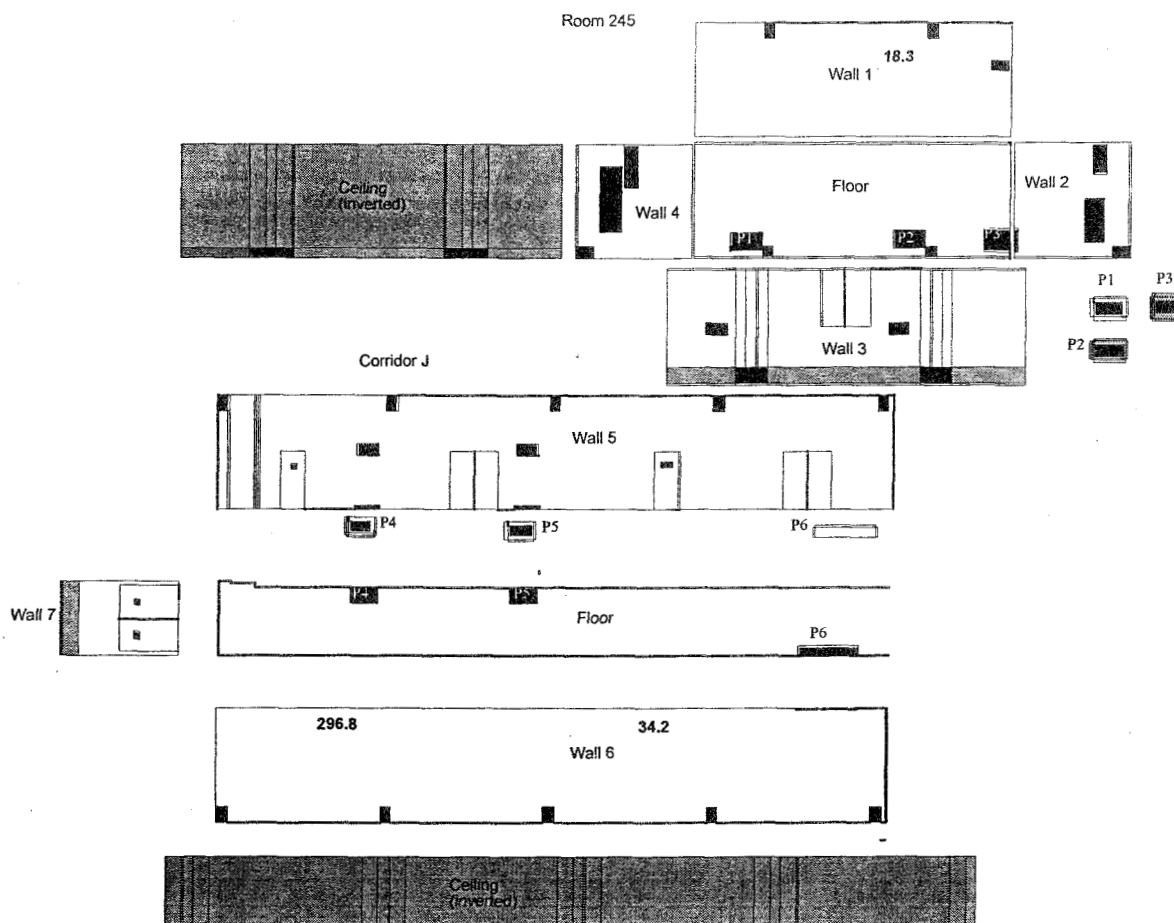 Room 245
18.3
Wall 1
Ceiling
(inverted)
Wall 4
Floor
Wall 2
P1
P2
P3
P1
P3
P2
Wall 3
Corridor J
Wall 5
P4
P5
P6
Wall 7
P4
P5
Floor
P6
296.8
34.2
Wall 6
Ceiling
(inverted)